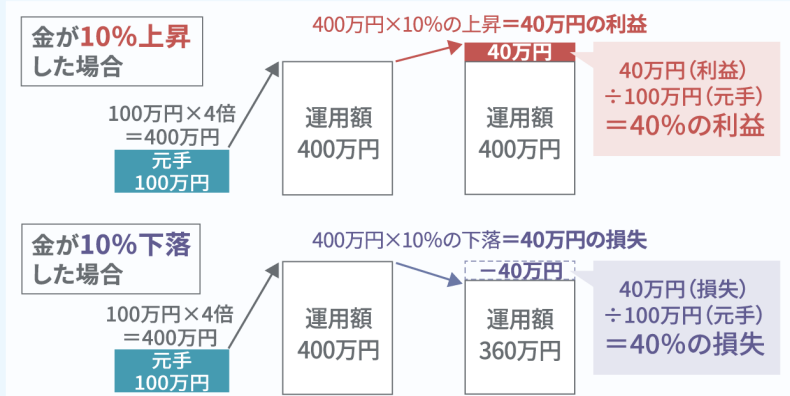 金が10％上昇
した場合
100万円×4倍
＝400万円
元手
100万円
運用額
400万円
400万円×10％の上昇＝40万円の利益
40万円
運用額
400万円
40万円（利益）
÷100万円（元手）
＝40％の利益
金が10％下落
した場合
100万円×4倍
＝400万円
元手
100万円
運用額
400万円
400万円×10％の下落＝40万円の損失
－40万円
運用額
360万円
40万円（損失）
÷100万円（元手）
＝40％の損失